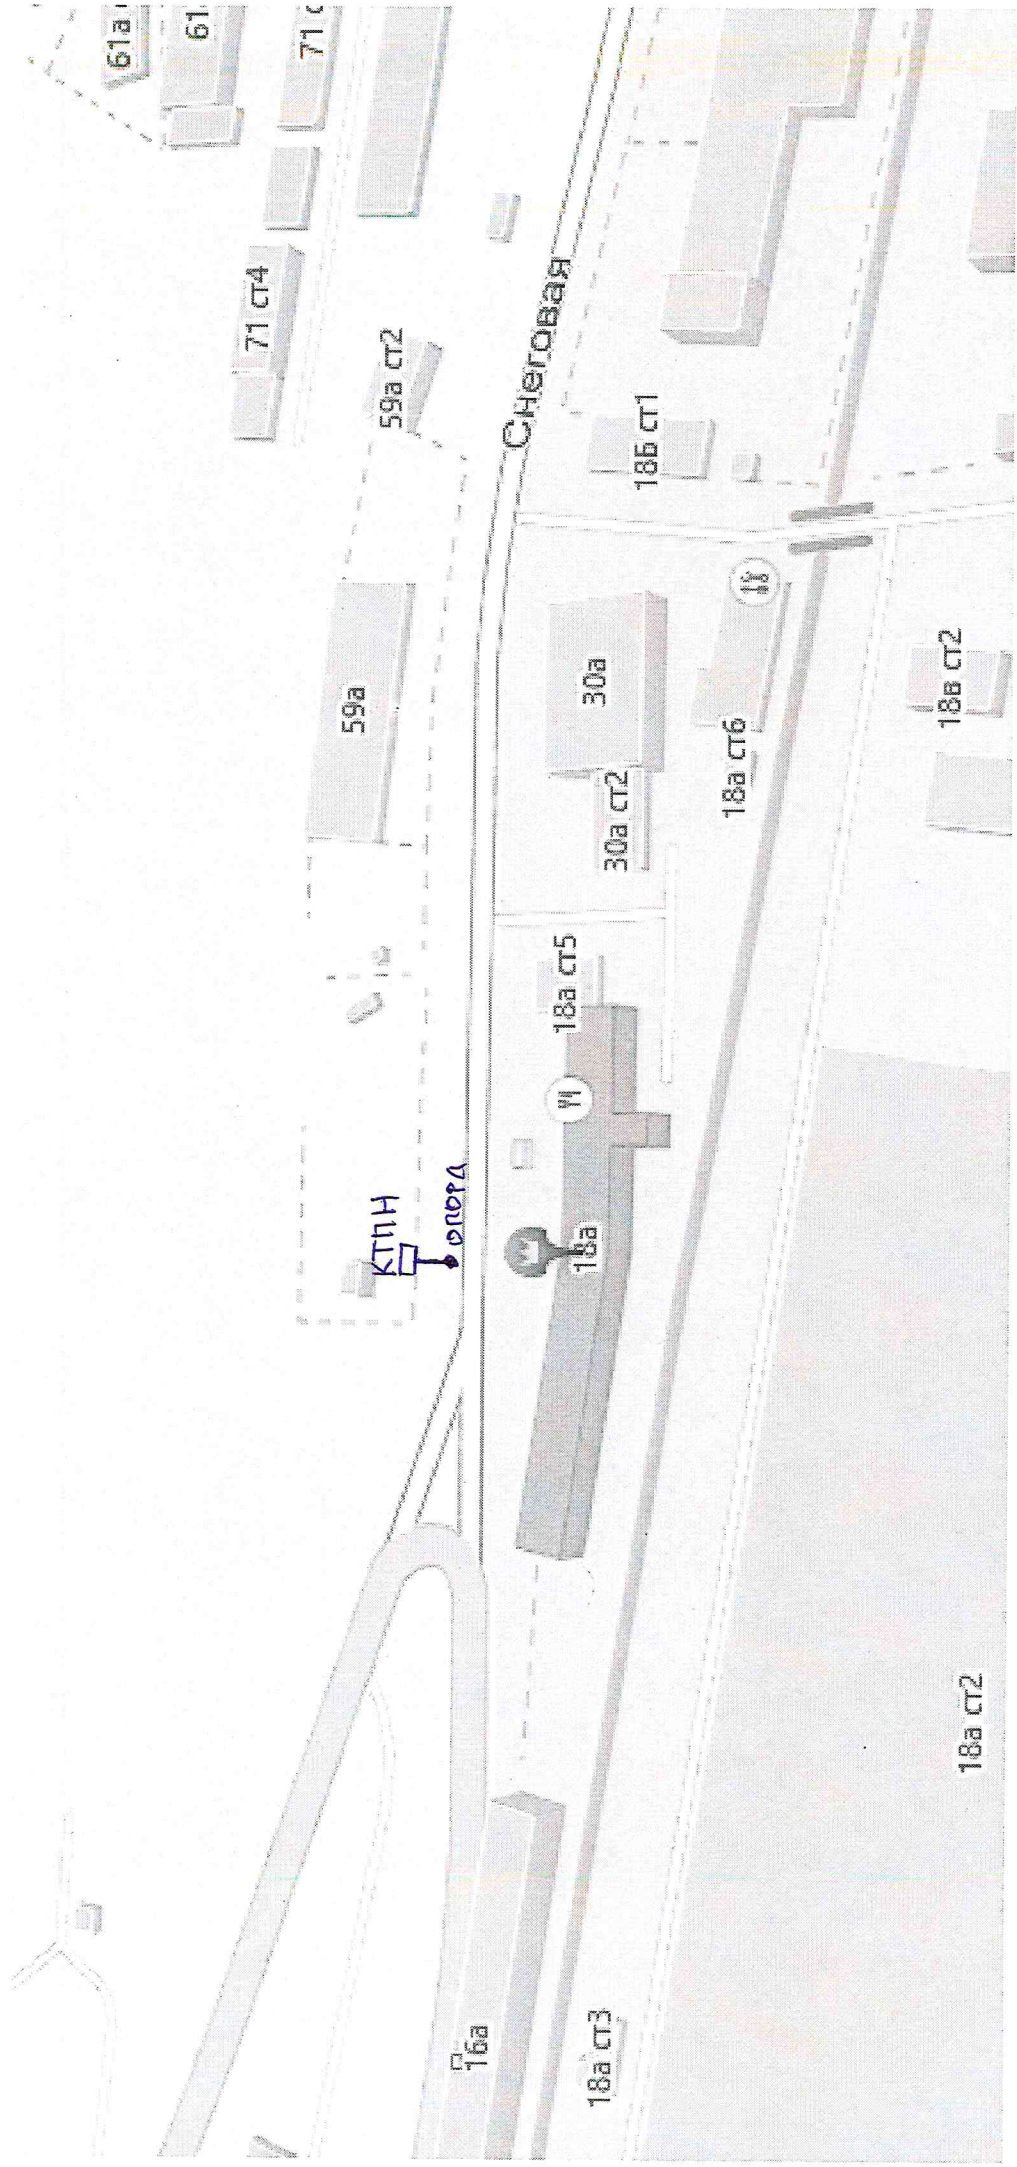 61а
61
71 с
71 ст4
59а ст2
Снеговая
18Б ст1
59а
30а
30а ст2
18а ст6
18в ст2
18а ст5
КТПН
опора
18а
18а ст2
16а
18а ст3